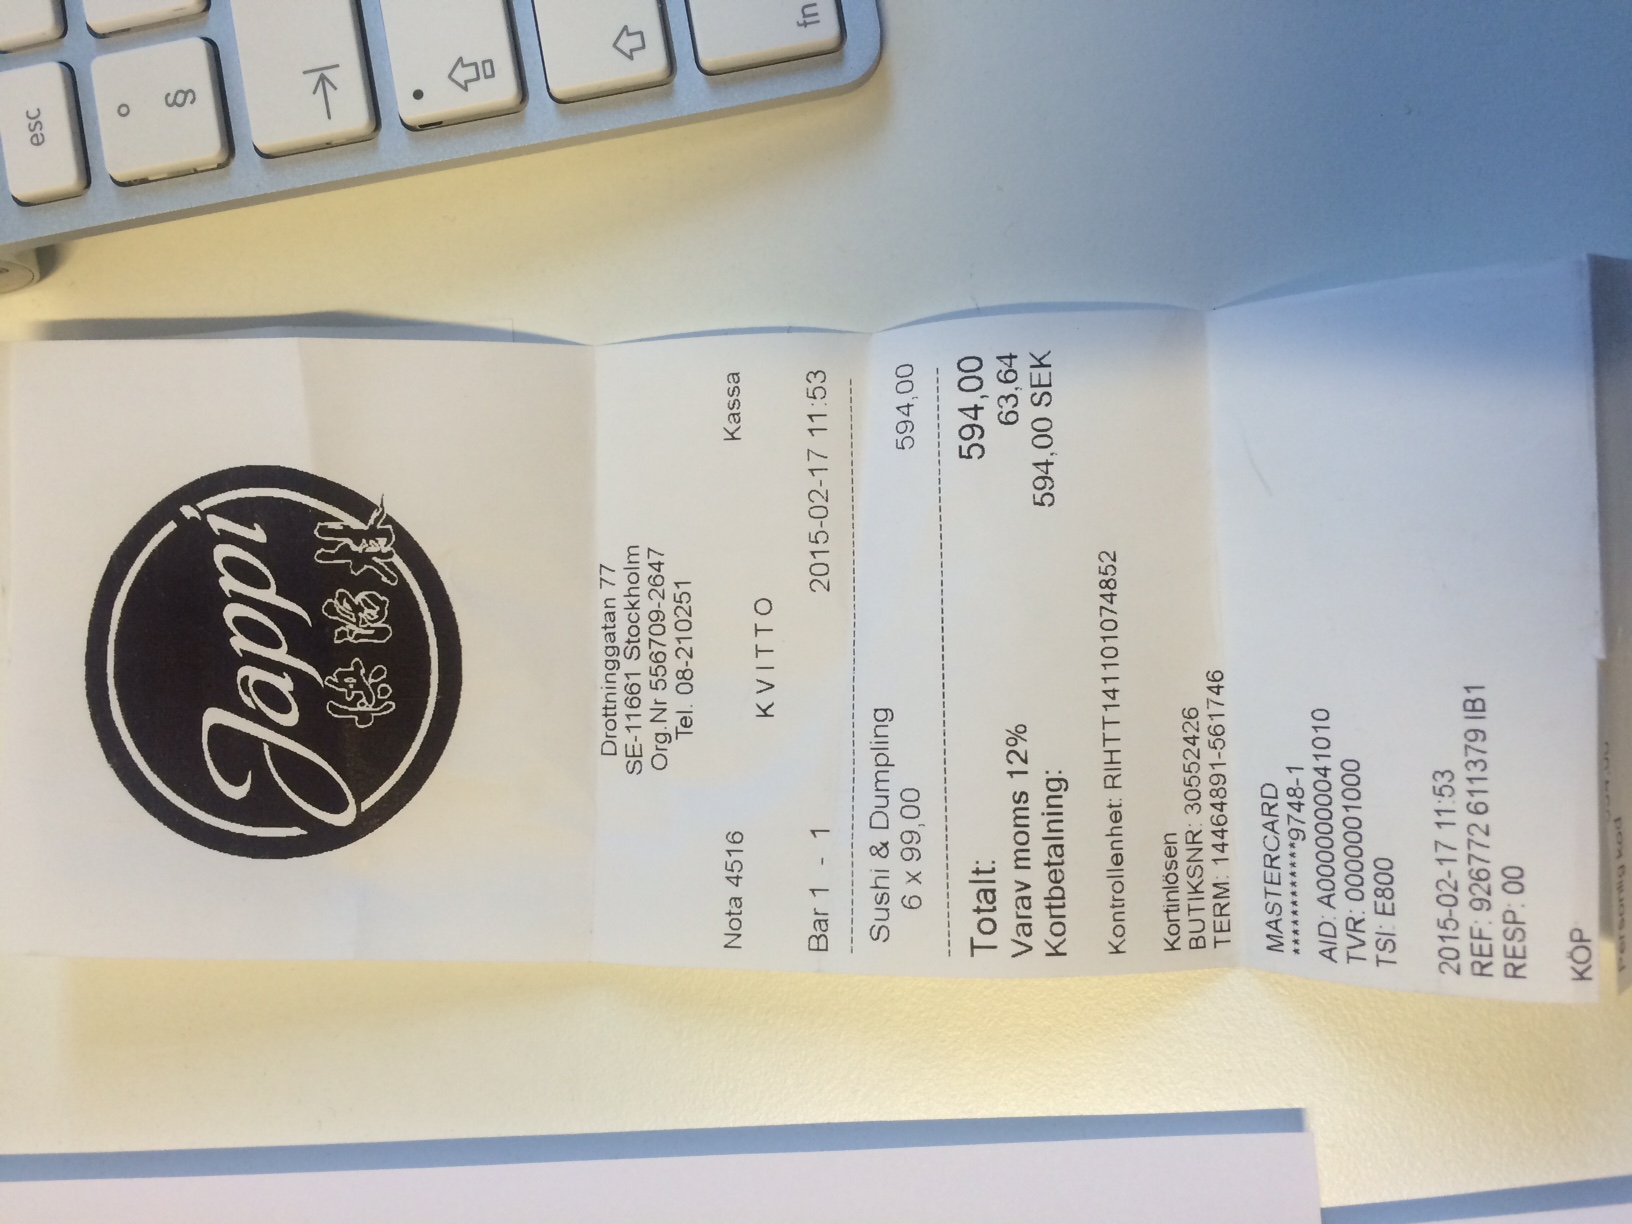 Jappi
快活林
Drottninggatan 77
SE-11661 Stockholm
Org.Nr 556709-2647
Tel. 08-210251
Nota 4516 Kassa
KVITTO
Bar 1 - 1 2015-02-17 11:53
Sushi & Dumpling
6 x 99,00 594,00
Totalt: 594,00
Varav moms 12% 63,64
Kortbetalning: 594,00 SEK
Kontrollenhet: RIHTT141101074852
Kortinlösen
BUTIKSNR: 30552426
TERM: 14464891-561746
MASTERCARD
************9748-1
AID: A0000000041010
TVR: 0000001000
TSI: E800
2015-02-17 11:53
REF: 926772 611379 IB1
RESP: 00
KÖP
Personlig kod
esc
°
§
fn